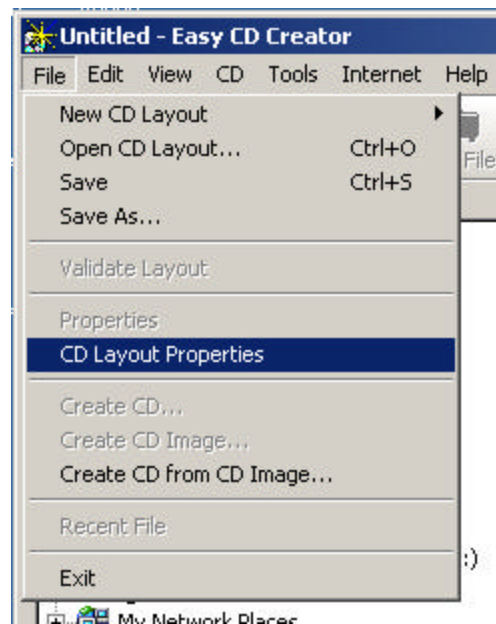 Untitled - Easy CD Creator
File Edit View CD Tools Internet Help
New CD Layout
Open CD Layout... Ctrl+O
File
Save Ctrl+S
Save As...
Validate Layout
Properties
CD Layout Properties
Create CD...
Create CD Image...
Create CD from CD Image...
Recent File
:)
Exit
My Network Places